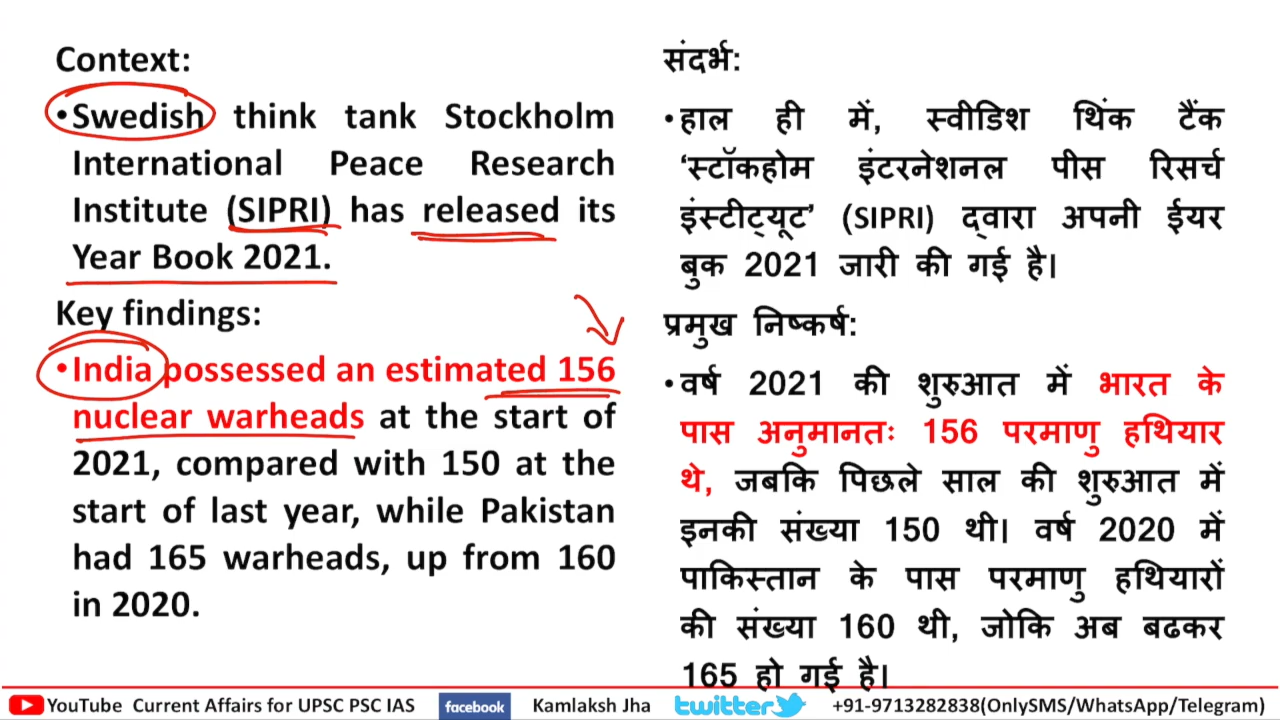 Context:
•Swedish think tank Stockholm
International Peace Research
Institute (SIPRI) has released its
Year Book 2021.
Key findings:
•India possessed an estimated 156
nuclear warheads at the start of
2021, compared with 150 at the
start of last year, while Pakistan
had 165 warheads, up from 160
in 2020.
संदर्भ:
•हाल ही में, स्वीडिश थिंक टैंक
‘स्टॉकहोम इंटरनेशनल पीस रिसर्च
इंस्टीट्यूट’ (SIPRI) द्वारा अपनी ईयर
बुक 2021 जारी की गई है।
प्रमुख निष्कर्ष:
•वर्ष 2021 की शुरुआत में भारत के
पास अनुमानतः 156 परमाणु हथियार
थे, जबकि पिछले साल की शुरुआत में
इनकी संख्या 150 थी। वर्ष 2020 में
पाकिस्तान के पास परमाणु हथियारों
की संख्या 160 थी, जोकि अब बढकर
165 हो गई है।
YouTube Current Affairs for UPSC PSC IAS facebook Kamlaksh Jha twitter +91-9713282838(OnlySMS/WhatsApp/Telegram)